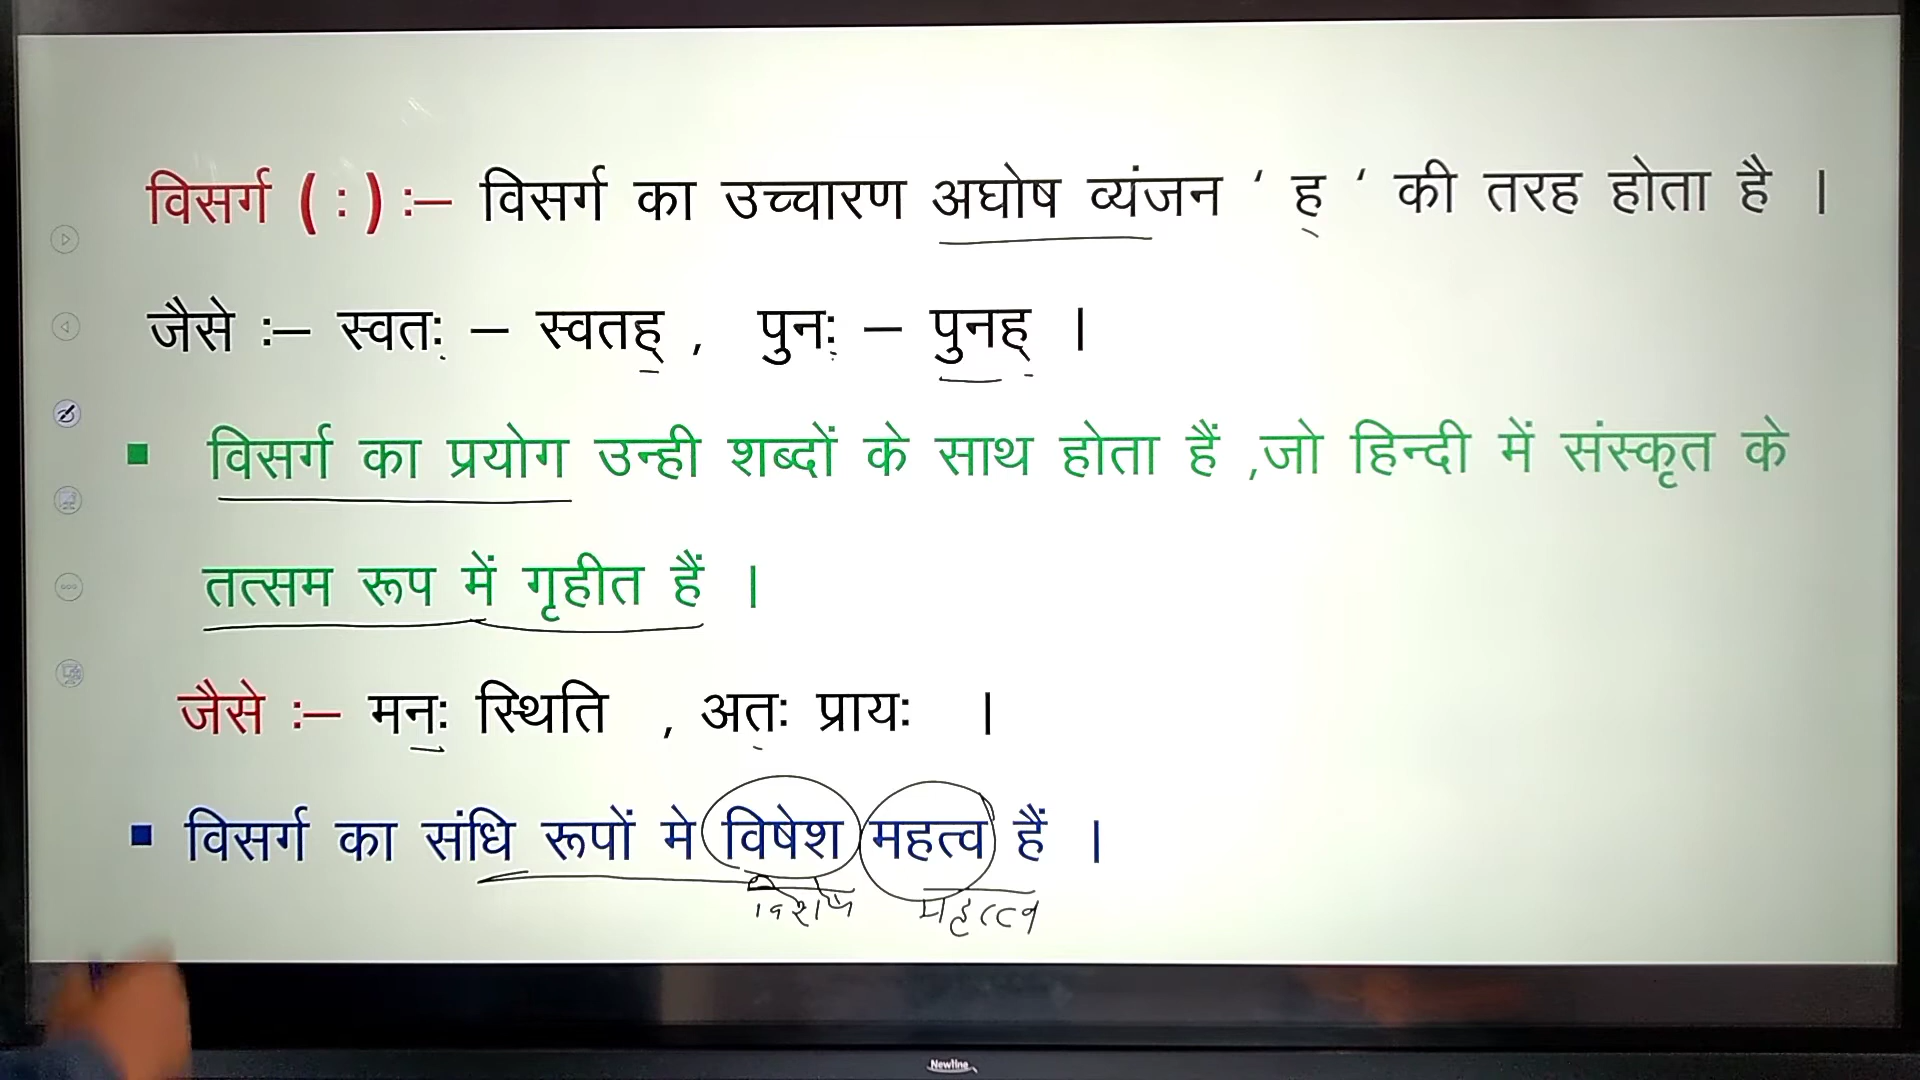 विसर्ग ( : ) :– विसर्ग का उच्चारण अघोष व्यंजन ‘ ह् ‘ की तरह होता है ।
जैसे :– स्वतः – स्वतह् , पुनः – पुनह् ।
▪ विसर्ग का प्रयोग उन्ही शब्दों के साथ होता हैं ,जो हिन्दी में संस्कृत के
तत्सम रूप में गृहीत हैं ।
जैसे :– मनः स्थिति , अतः प्रायः ।
▪ विसर्ग का संधि रूपों मे विषेश महत्व हैं ।
विशेष महत्त्व
Newline